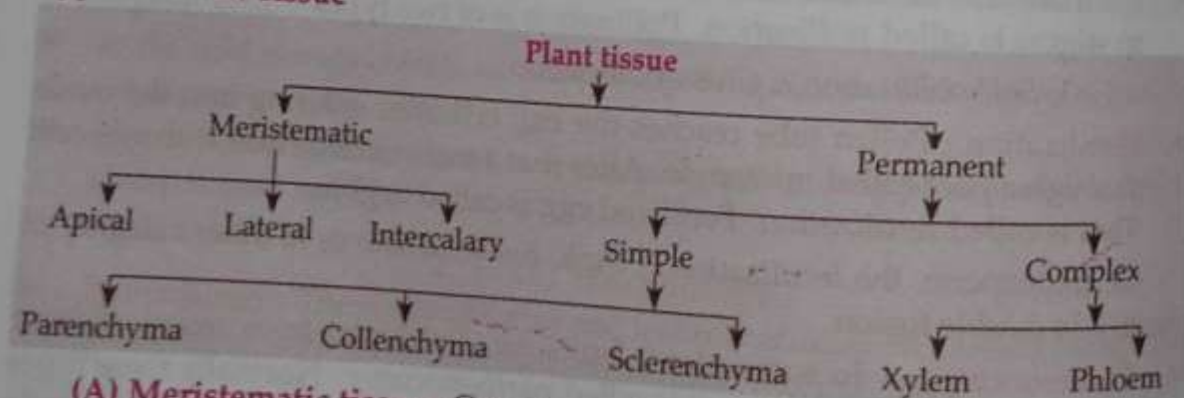 Plant tissue
Meristematic
Permanent
Apical Lateral Intercalary
Simple
Complex
Parenchyma Collenchyma Sclerenchyma
Xylem Phloem
(A) Meristematic